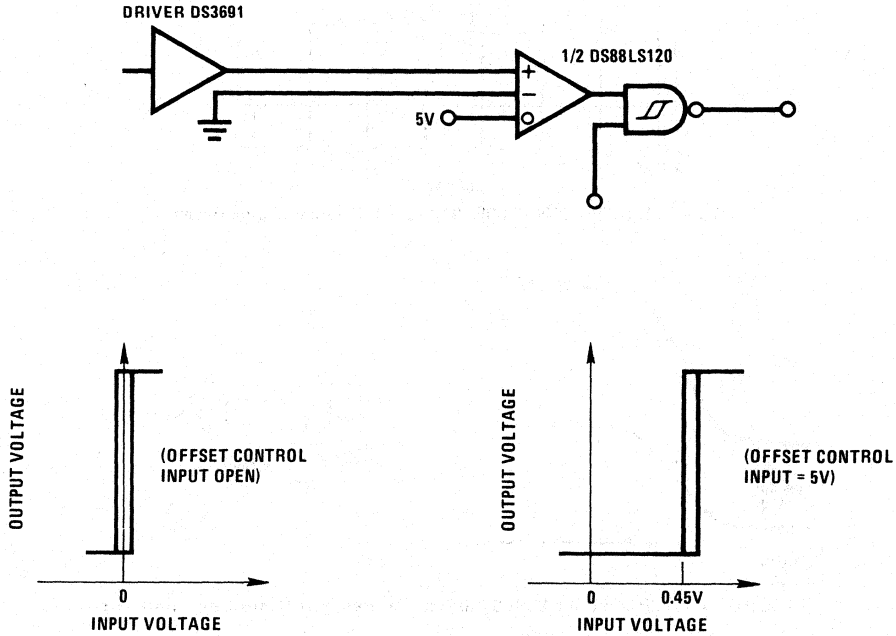 DRIVER DS3691
1/2 DS88LS120
+
−
5V
OUTPUT VOLTAGE
(OFFSET CONTROL
INPUT OPEN)
0
INPUT VOLTAGE
OUTPUT VOLTAGE
(OFFSET CONTROL
INPUT = 5V)
0
0.45V
INPUT VOLTAGE